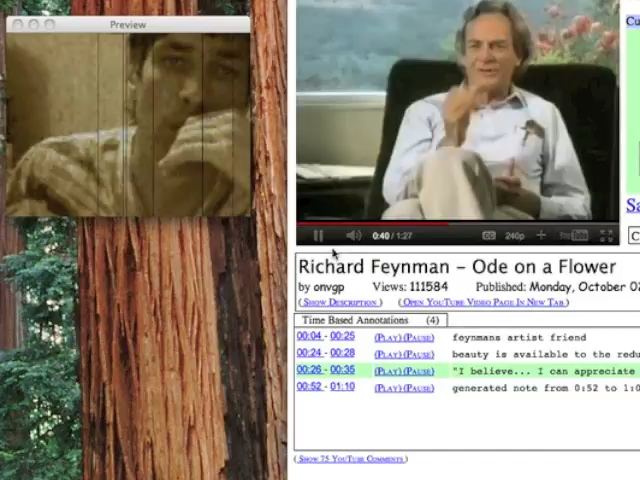 Preview
Cu
0:40 / 1:27
240p
Sa
C
Richard Feynman - Ode on a Flower
by onvgp Views: 111584 Published: Monday, October 02
( Show Description ) ( Open YouTube Video Page In New Tab )
Time Based Annotations (4)
00:04 - 00:25 (Play) (Pause) feynmans artist friend
00:24 - 00:28 (Play) (Pause) beauty is available to the redu
00:26 - 00:35 (Play) (Pause) "I believe... I can appreciate
00:52 - 01:10 (Play) (Pause) generated note from 0:52 to 1:0
( Show 75 YouTube Comments )